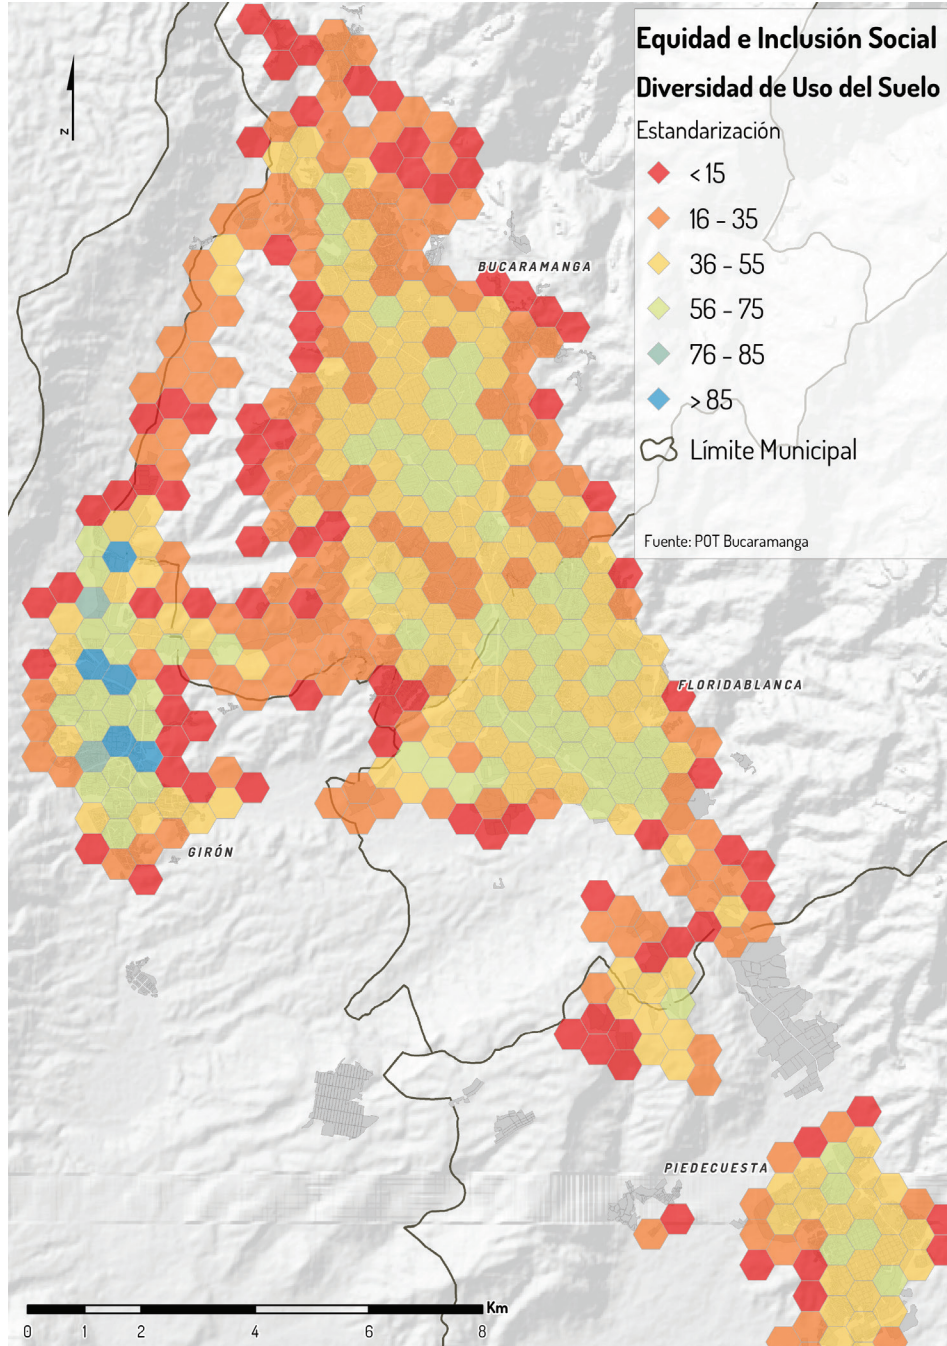 Equidad e Inclusión Social
Diversidad de Uso del Suelo
Estandarización
< 15
16 - 35
36 - 55
56 - 75
76 - 85
> 85
Límite Municipal
Fuente: POT Bucaramanga
N
BUCARAMANGA
FLORIDABLANCA
GIRÓN
PIEDECUESTA
Km
0 1 2 4 6 8